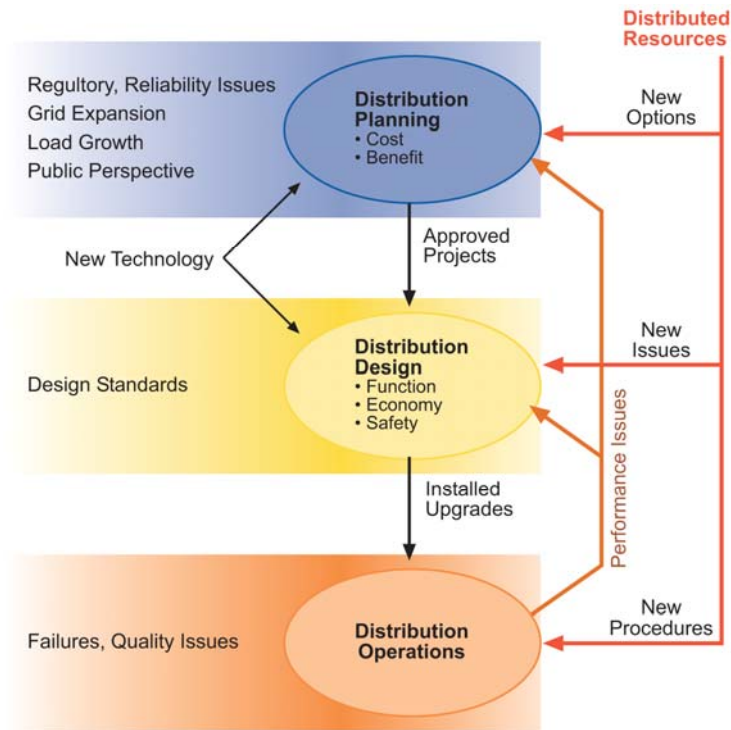 Distributed
Resources
Regultory, Reliability Issues
Grid Expansion
Load Growth
Public Perspective
Distribution
Planning
• Cost
• Benefit
New
Options
New Technology
Approved
Projects
Design Standards
Distribution
Design
• Function
• Economy
• Safety
New
Issues
Performance Issues
Installed
Upgrades
Failures, Quality Issues
Distribution
Operations
New
Procedures